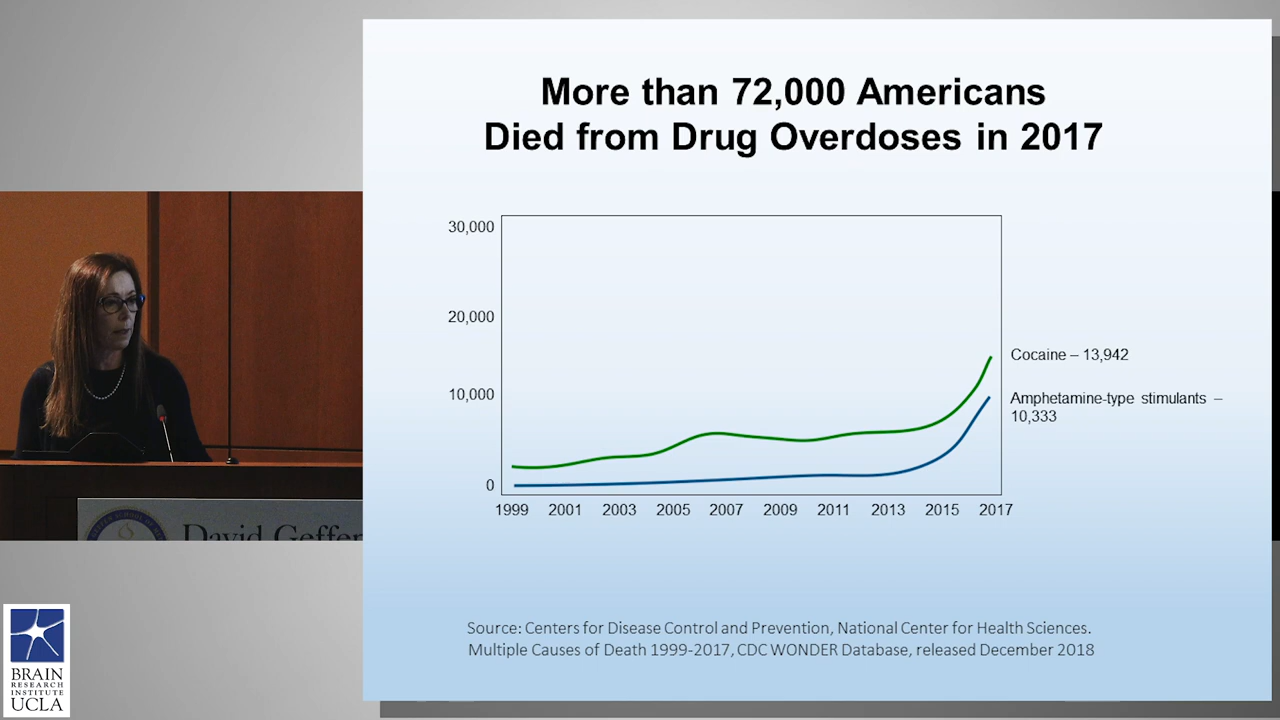 More than 72,000 Americans
Died from Drug Overdoses in 2017
30,000
20,000
10,000
0
1999 2001 2003 2005 2007 2009 2011 2013 2015 2017
Cocaine – 13,942
Amphetamine-type stimulants –
10,333
Source: Centers for Disease Control and Prevention, National Center for Health Sciences.
Multiple Causes of Death 1999-2017, CDC WONDER Database, released December 2018
David Geffen
BRAIN
RESEARCH
INSTITUTE
UCLA